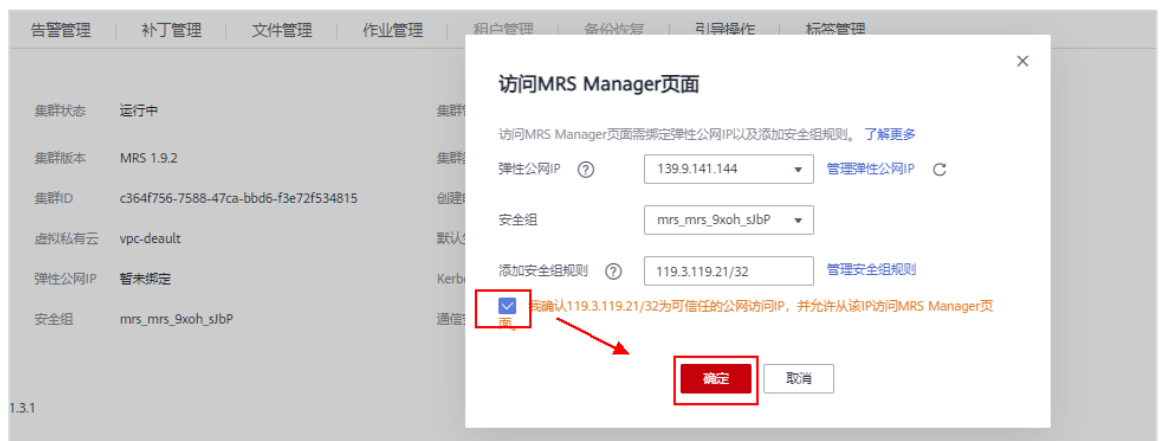 告警管理 补丁管理 文件管理 作业管理 租户管理 备份恢复 引导操作 标签管理
访问MRS Manager页面
集群状态 运行中 集群
访问MRS Manager页面需绑定弹性公网IP以及添加安全组规则。 了解更多
集群版本 MRS 1.9.2 集群
弹性公网IP ? 139.9.141.144 管理弹性公网IP
集群ID c364f756-7588-47ca-bbd6-f3e72f534815 创建
安全组 mrs_mrs_9xoh_sJbP
虚拟私有云 vpc-deault 默认
添加安全组规则 ? 119.3.119.21/32 管理安全组规则
弹性公网IP 暂未绑定 Kerb
我确认119.3.119.21/32为可信任的公网访问IP，并允许从该IP访问MRS Manager页
面。
安全组 mrs_mrs_9xoh_sJbP 通信
确定 取消
1.3.1